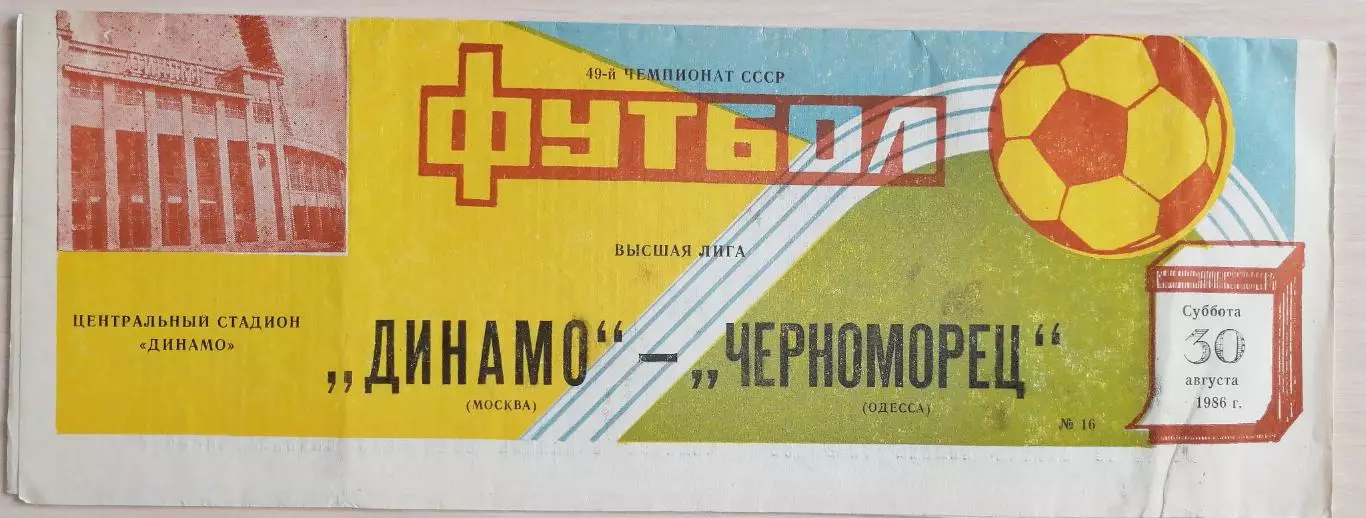 49-й ЧЕМПИОНАТ СССР
ФУТБОЛ
ВЫСШАЯ ЛИГА
ЦЕНТРАЛЬНЫЙ СТАДИОН
«ДИНАМО»
„ДИНАМО“ — „ЧЕРНОМОРЕЦ“
(МОСКВА) (ОДЕССА)
№ 16
Суббота
30
августа
1986 г.